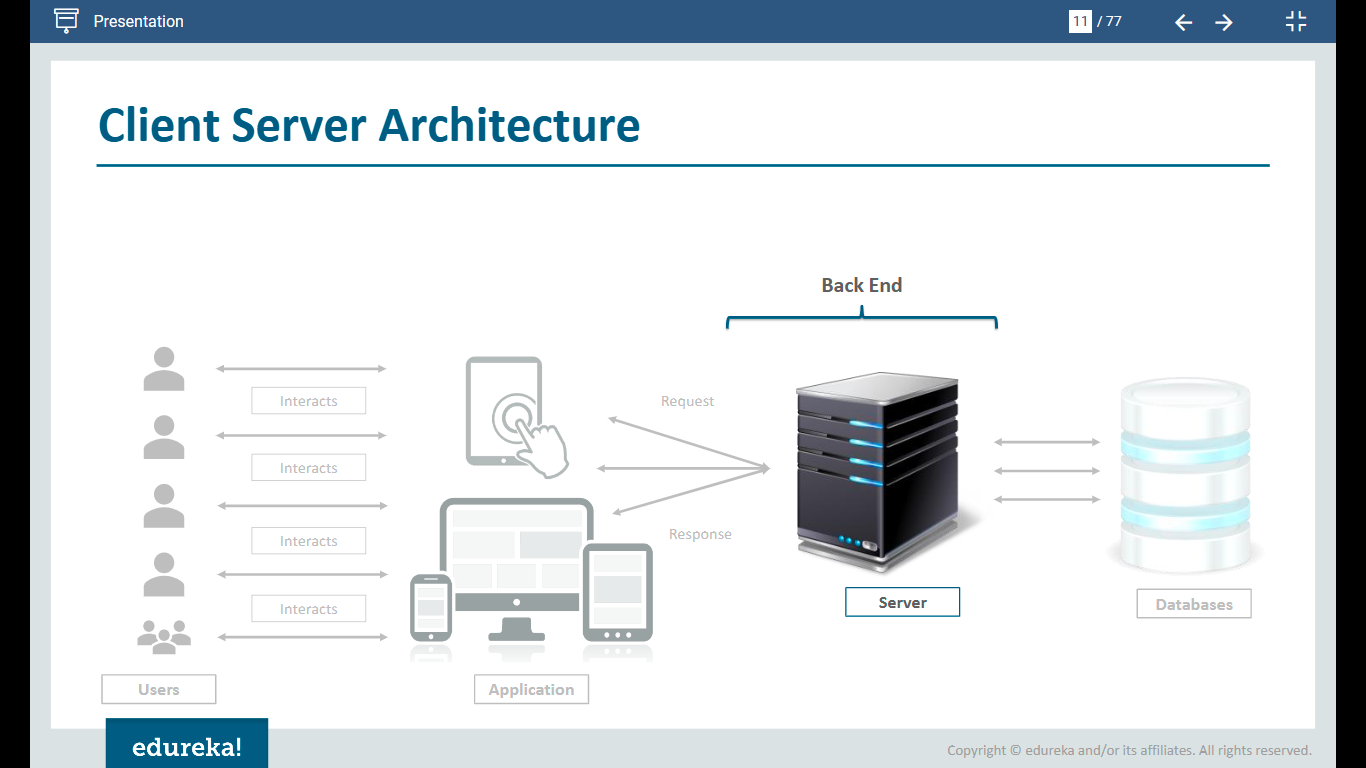 Presentation
11 / 77
Client Server Architecture
Back End
Interacts
Interacts
Interacts
Interacts
Request
Response
Users
Application
Server
Databases
edureka!
Copyright © edureka and/or its affiliates. All rights reserved.